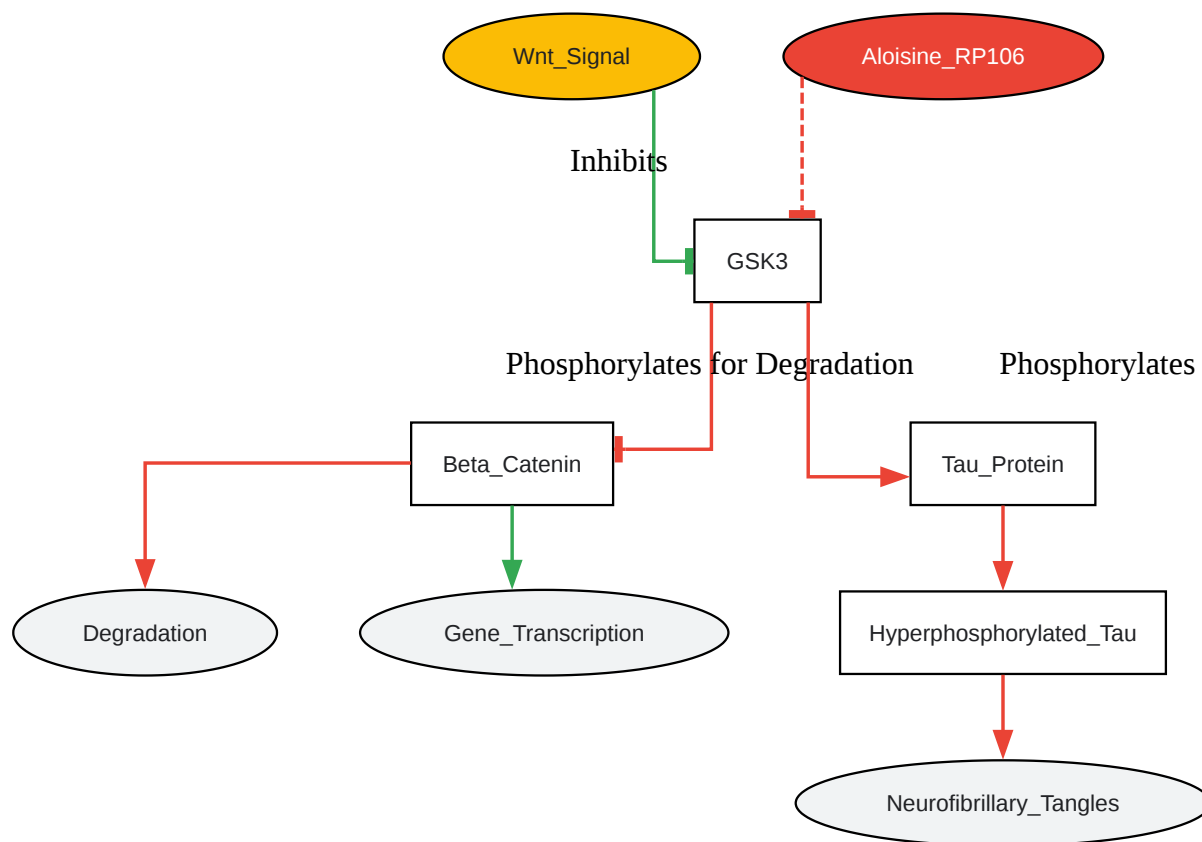 Wnt_Signal
Aloisine_RP106
Inhibits
GSK3
Phosphorylates for Degradation
Phosphorylates
Beta_Catenin
Tau_Protein
Degradation
Gene_Transcription
Hyperphosphorylated_Tau
Neurofibrillary_Tangles